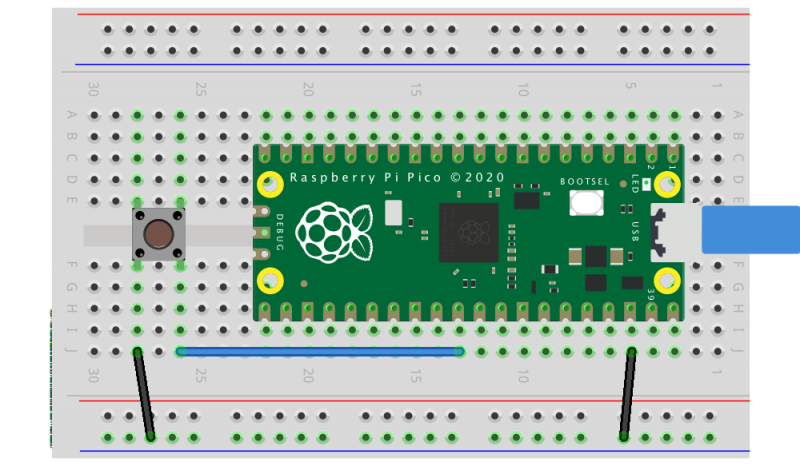 30 25 20 15 10 5 1
A A
B B
C C
D D
E E
2 1
Raspberry Pi Pico ©2020
BOOTSEL
LED
DEBUG
USB
39
F F
G G
H H
I I
J J
30 25 20 15 10 5 1